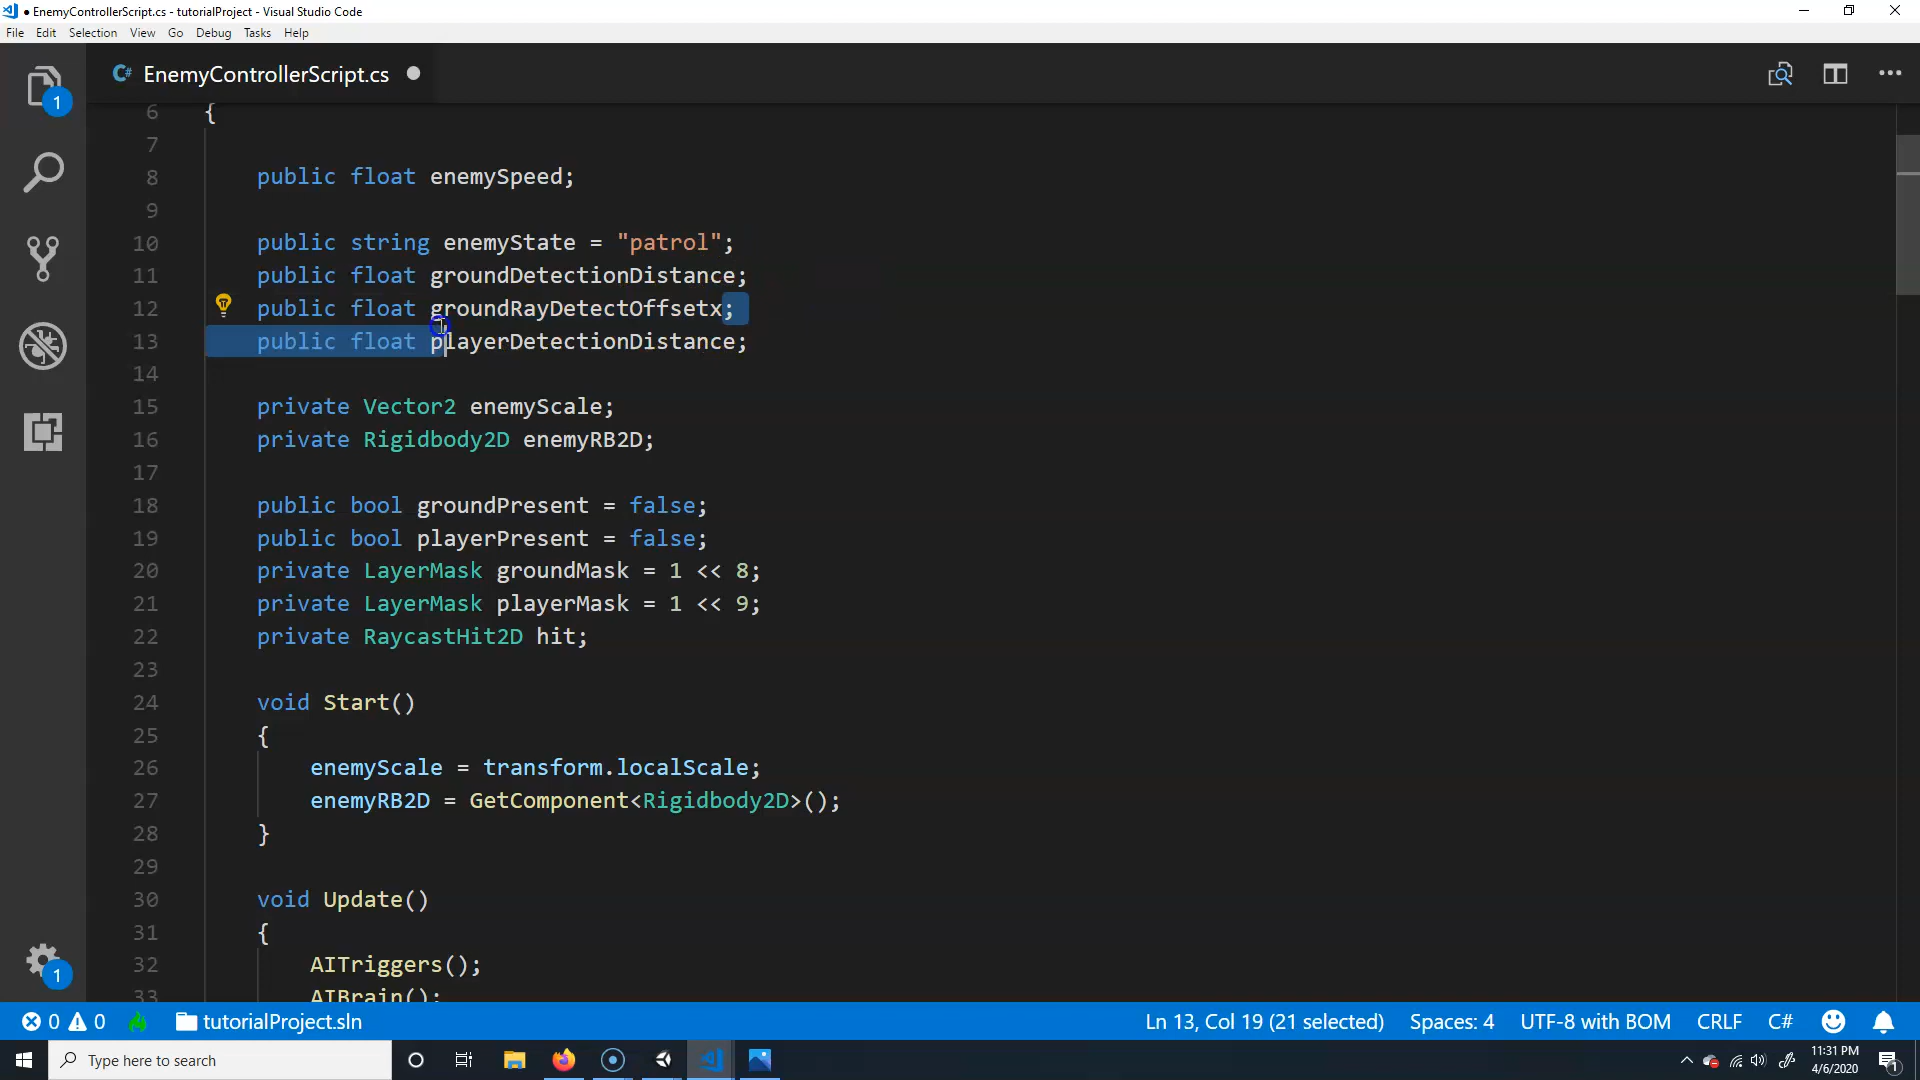 EnemyControllerScript.cs - tutorialProject - Visual Studio Code
File Edit Selection View Go Debug Tasks Help
C# EnemyControllerScript.cs
1
6 {
7
8 public float enemySpeed;
9
10 public string enemyState = "patrol";
11 public float groundDetectionDistance;
12 public float groundRayDetectOffsetx;
13 public float playerDetectionDistance;
14
15 private Vector2 enemyScale;
16 private Rigidbody2D enemyRB2D;
17
18 public bool groundPresent = false;
19 public bool playerPresent = false;
20 private LayerMask groundMask = 1 << 8;
21 private LayerMask playerMask = 1 << 9;
22 private RaycastHit2D hit;
23
24 void Start()
25 {
26 enemyScale = transform.localScale;
27 enemyRB2D = GetComponent<Rigidbody2D>();
28 }
29
30 void Update()
31 {
32 AITriggers();
33 AIBrain();
1
0 0 tutorialProject.sln Ln 13, Col 19 (21 selected) Spaces: 4 UTF-8 with BOM CRLF C#
Type here to search
11:31 PM
4/6/2020
1